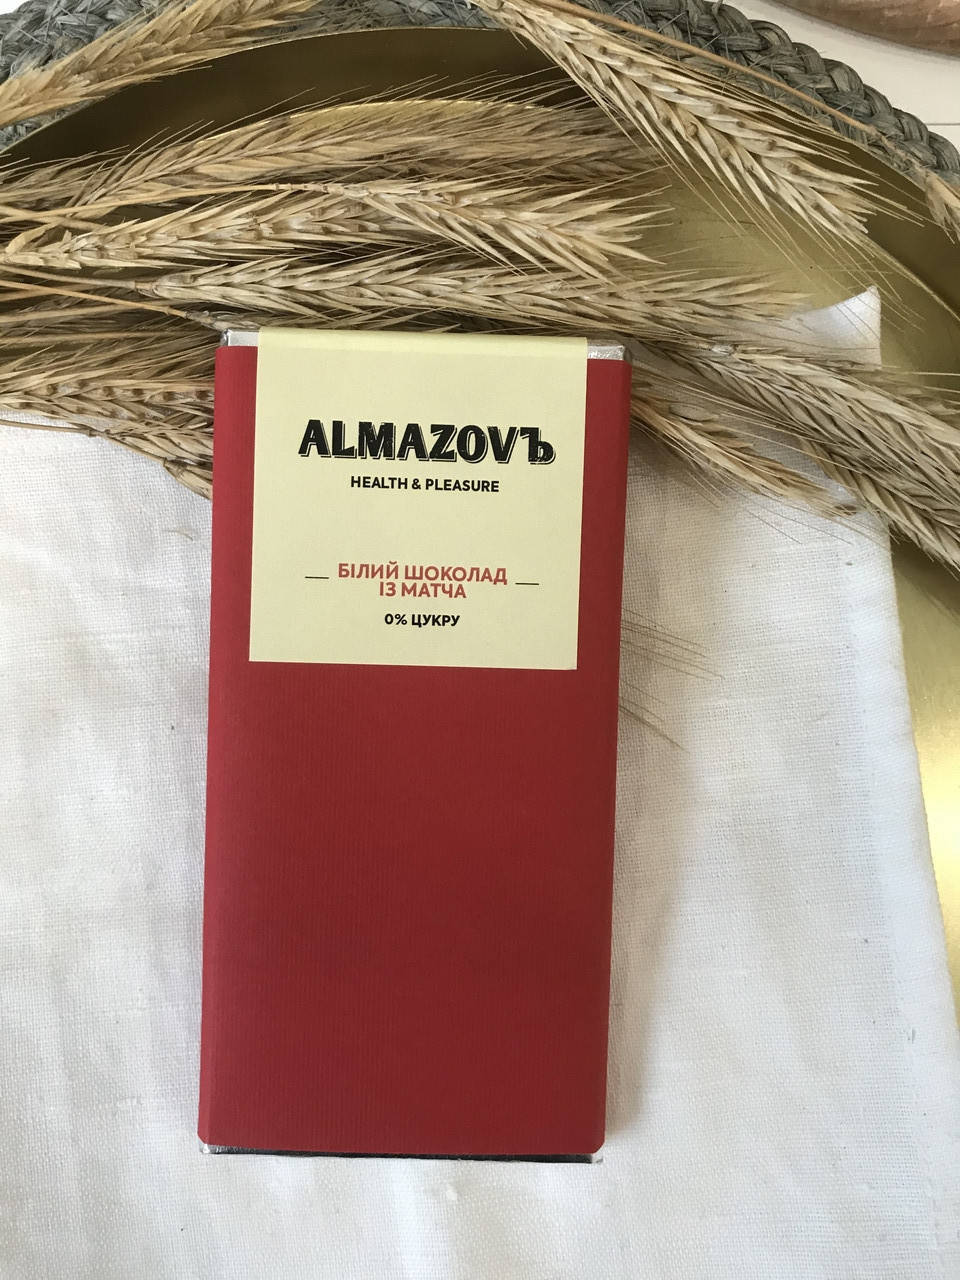 ALMAZOVЪ
HEALTH & PLEASURE
БІЛИЙ ШОКОЛАД
ІЗ МАТЧА
0% ЦУКРУ